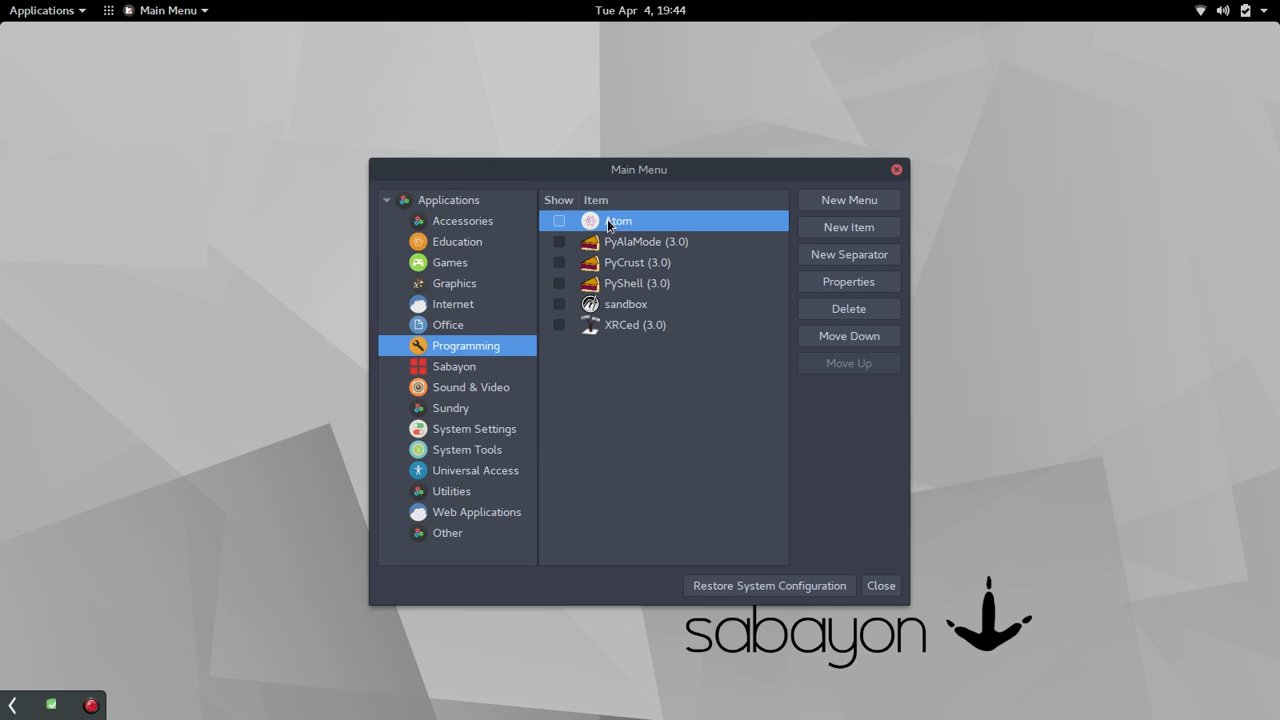 Applications Main Menu Tue Apr 4, 19:44
Main Menu
Applications
Accessories
Education
Games
Graphics
Internet
Office
Programming
Sabayon
Sound & Video
Sundry
System Settings
System Tools
Universal Access
Utilities
Web Applications
Other
Show Item
Atom
PyAlaMode (3.0)
PyCrust (3.0)
PyShell (3.0)
sandbox
XRCed (3.0)
New Menu
New Item
New Separator
Properties
Delete
Move Down
Move Up
Restore System Configuration Close
sabayon